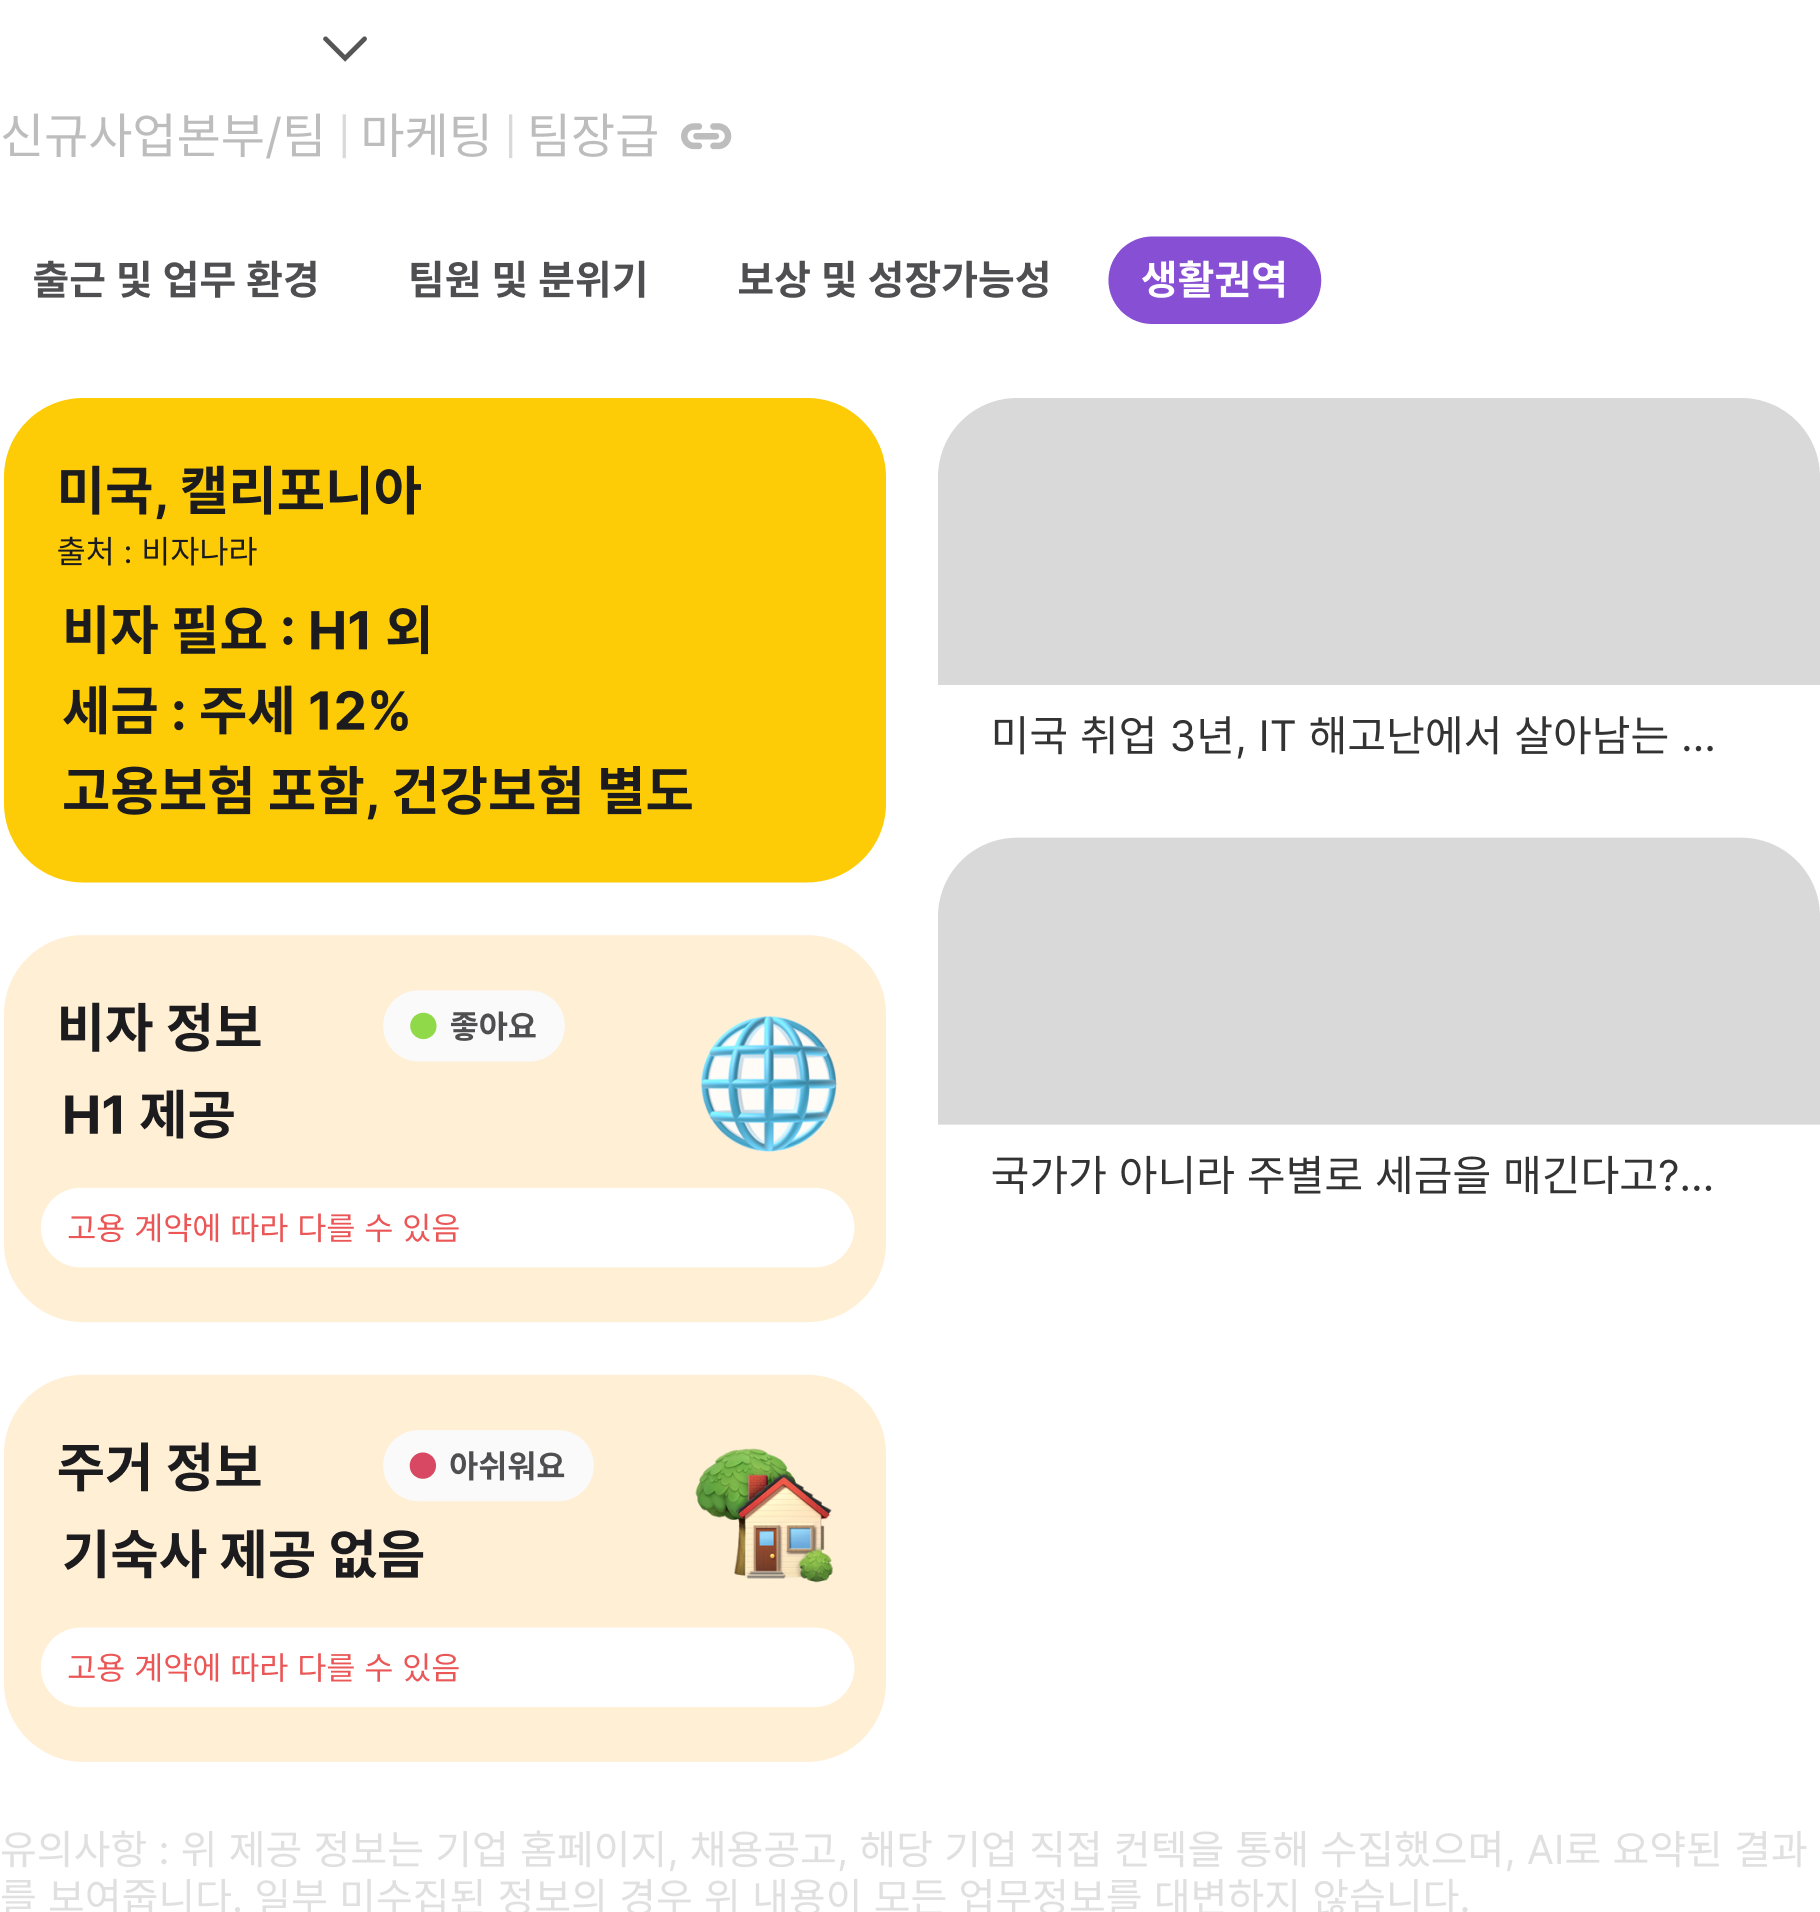 신규사업본부/팀 | 마케팅 | 팀장급
출근 및 업무 환경
팀원 및 분위기
보상 및 성장가능성
생활권역
미국, 캘리포니아
출처 : 비자나라
비자 필요 : H1 외
세금 : 주세 12%
고용보험 포함, 건강보험 별도
미국 취업 3년, IT 해고난에서 살아남는 ...
국가가 아니라 주별로 세금을 매긴다고?...
비자 정보
좋아요
H1 제공
고용 계약에 따라 다를 수 있음
주거 정보
아쉬워요
기숙사 제공 없음
고용 계약에 따라 다를 수 있음
유의사항 : 위 제공 정보는 기업 홈페이지, 채용공고, 해당 기업 직접 컨텍을 통해 수집했으며, AI로 요약된 결과
를 보여줍니다. 일부 미수집된 정보의 경우 위 내용이 모든 업무정보를 대변하지 않습니다.